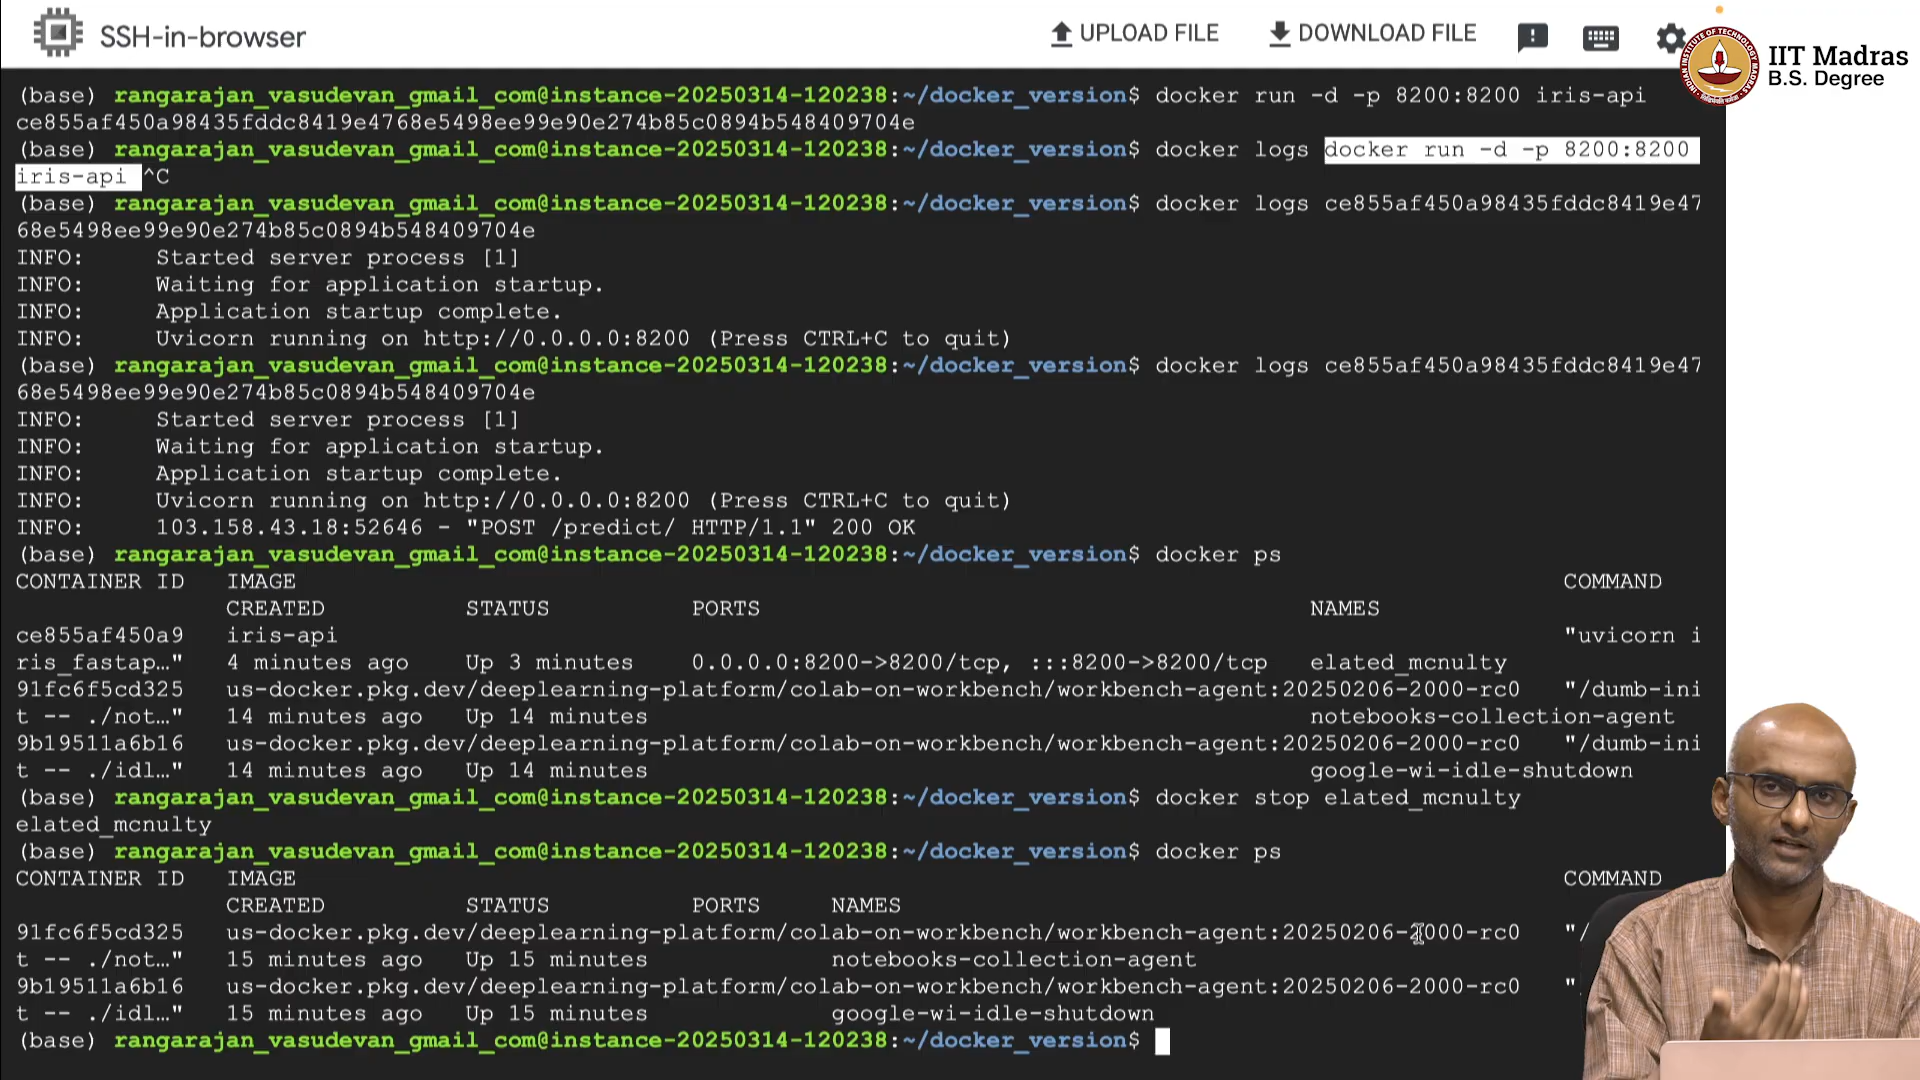 SSH-in-browser
UPLOAD FILE
DOWNLOAD FILE
IIT Madras
B.S. Degree
(base) rangarajan_vasudevan_gmail_com@instance-20250314-120238:~/docker_version$ docker run -d -p 8200:8200 iris-api
ce855af450a98435fddc8419e4768e5498ee99e90e274b85c0894b548409704e
(base) rangarajan_vasudevan_gmail_com@instance-20250314-120238:~/docker_version$ docker logs docker run -d -p 8200:8200
iris-api ^C
(base) rangarajan_vasudevan_gmail_com@instance-20250314-120238:~/docker_version$ docker logs ce855af450a98435fddc8419e47
68e5498ee99e90e274b85c0894b548409704e
INFO:     Started server process [1]
INFO:     Waiting for application startup.
INFO:     Application startup complete.
INFO:     Uvicorn running on http://0.0.0.0:8200 (Press CTRL+C to quit)
(base) rangarajan_vasudevan_gmail_com@instance-20250314-120238:~/docker_version$ docker logs ce855af450a98435fddc8419e47
68e5498ee99e90e274b85c0894b548409704e
INFO:     Started server process [1]
INFO:     Waiting for application startup.
INFO:     Application startup complete.
INFO:     Uvicorn running on http://0.0.0.0:8200 (Press CTRL+C to quit)
INFO:     103.158.43.18:52646 - "POST /predict/ HTTP/1.1" 200 OK
(base) rangarajan_vasudevan_gmail_com@instance-20250314-120238:~/docker_version$ docker ps
CONTAINER ID   IMAGE   COMMAND
CREATED   STATUS   PORTS   NAMES
ce855af450a9   iris-api   "uvicorn i
ris_fastap…"   4 minutes ago   Up 3 minutes   0.0.0.0:8200->8200/tcp, :::8200->8200/tcp   elated_mcnulty
91fc6f5cd325   us-docker.pkg.dev/deeplearning-platform/colab-on-workbench/workbench-agent:20250206-2000-rc0   "/dumb-ini
t -- ./not…"   14 minutes ago   Up 14 minutes   notebooks-collection-agent
9b19511a6b16   us-docker.pkg.dev/deeplearning-platform/colab-on-workbench/workbench-agent:20250206-2000-rc0   "/dumb-ini
t -- ./idl…"   14 minutes ago   Up 14 minutes   google-wi-idle-shutdown
(base) rangarajan_vasudevan_gmail_com@instance-20250314-120238:~/docker_version$ docker stop elated_mcnulty
elated_mcnulty
(base) rangarajan_vasudevan_gmail_com@instance-20250314-120238:~/docker_version$ docker ps
CONTAINER ID   IMAGE   COMMAND
CREATED   STATUS   PORTS   NAMES
91fc6f5cd325   us-docker.pkg.dev/deeplearning-platform/colab-on-workbench/workbench-agent:20250206-2000-rc0   "/
t -- ./not…"   15 minutes ago   Up 15 minutes   notebooks-collection-agent
9b19511a6b16   us-docker.pkg.dev/deeplearning-platform/colab-on-workbench/workbench-agent:20250206-2000-rc0   "
t -- ./idl…"   15 minutes ago   Up 15 minutes   google-wi-idle-shutdown
(base) rangarajan_vasudevan_gmail_com@instance-20250314-120238:~/docker_version$